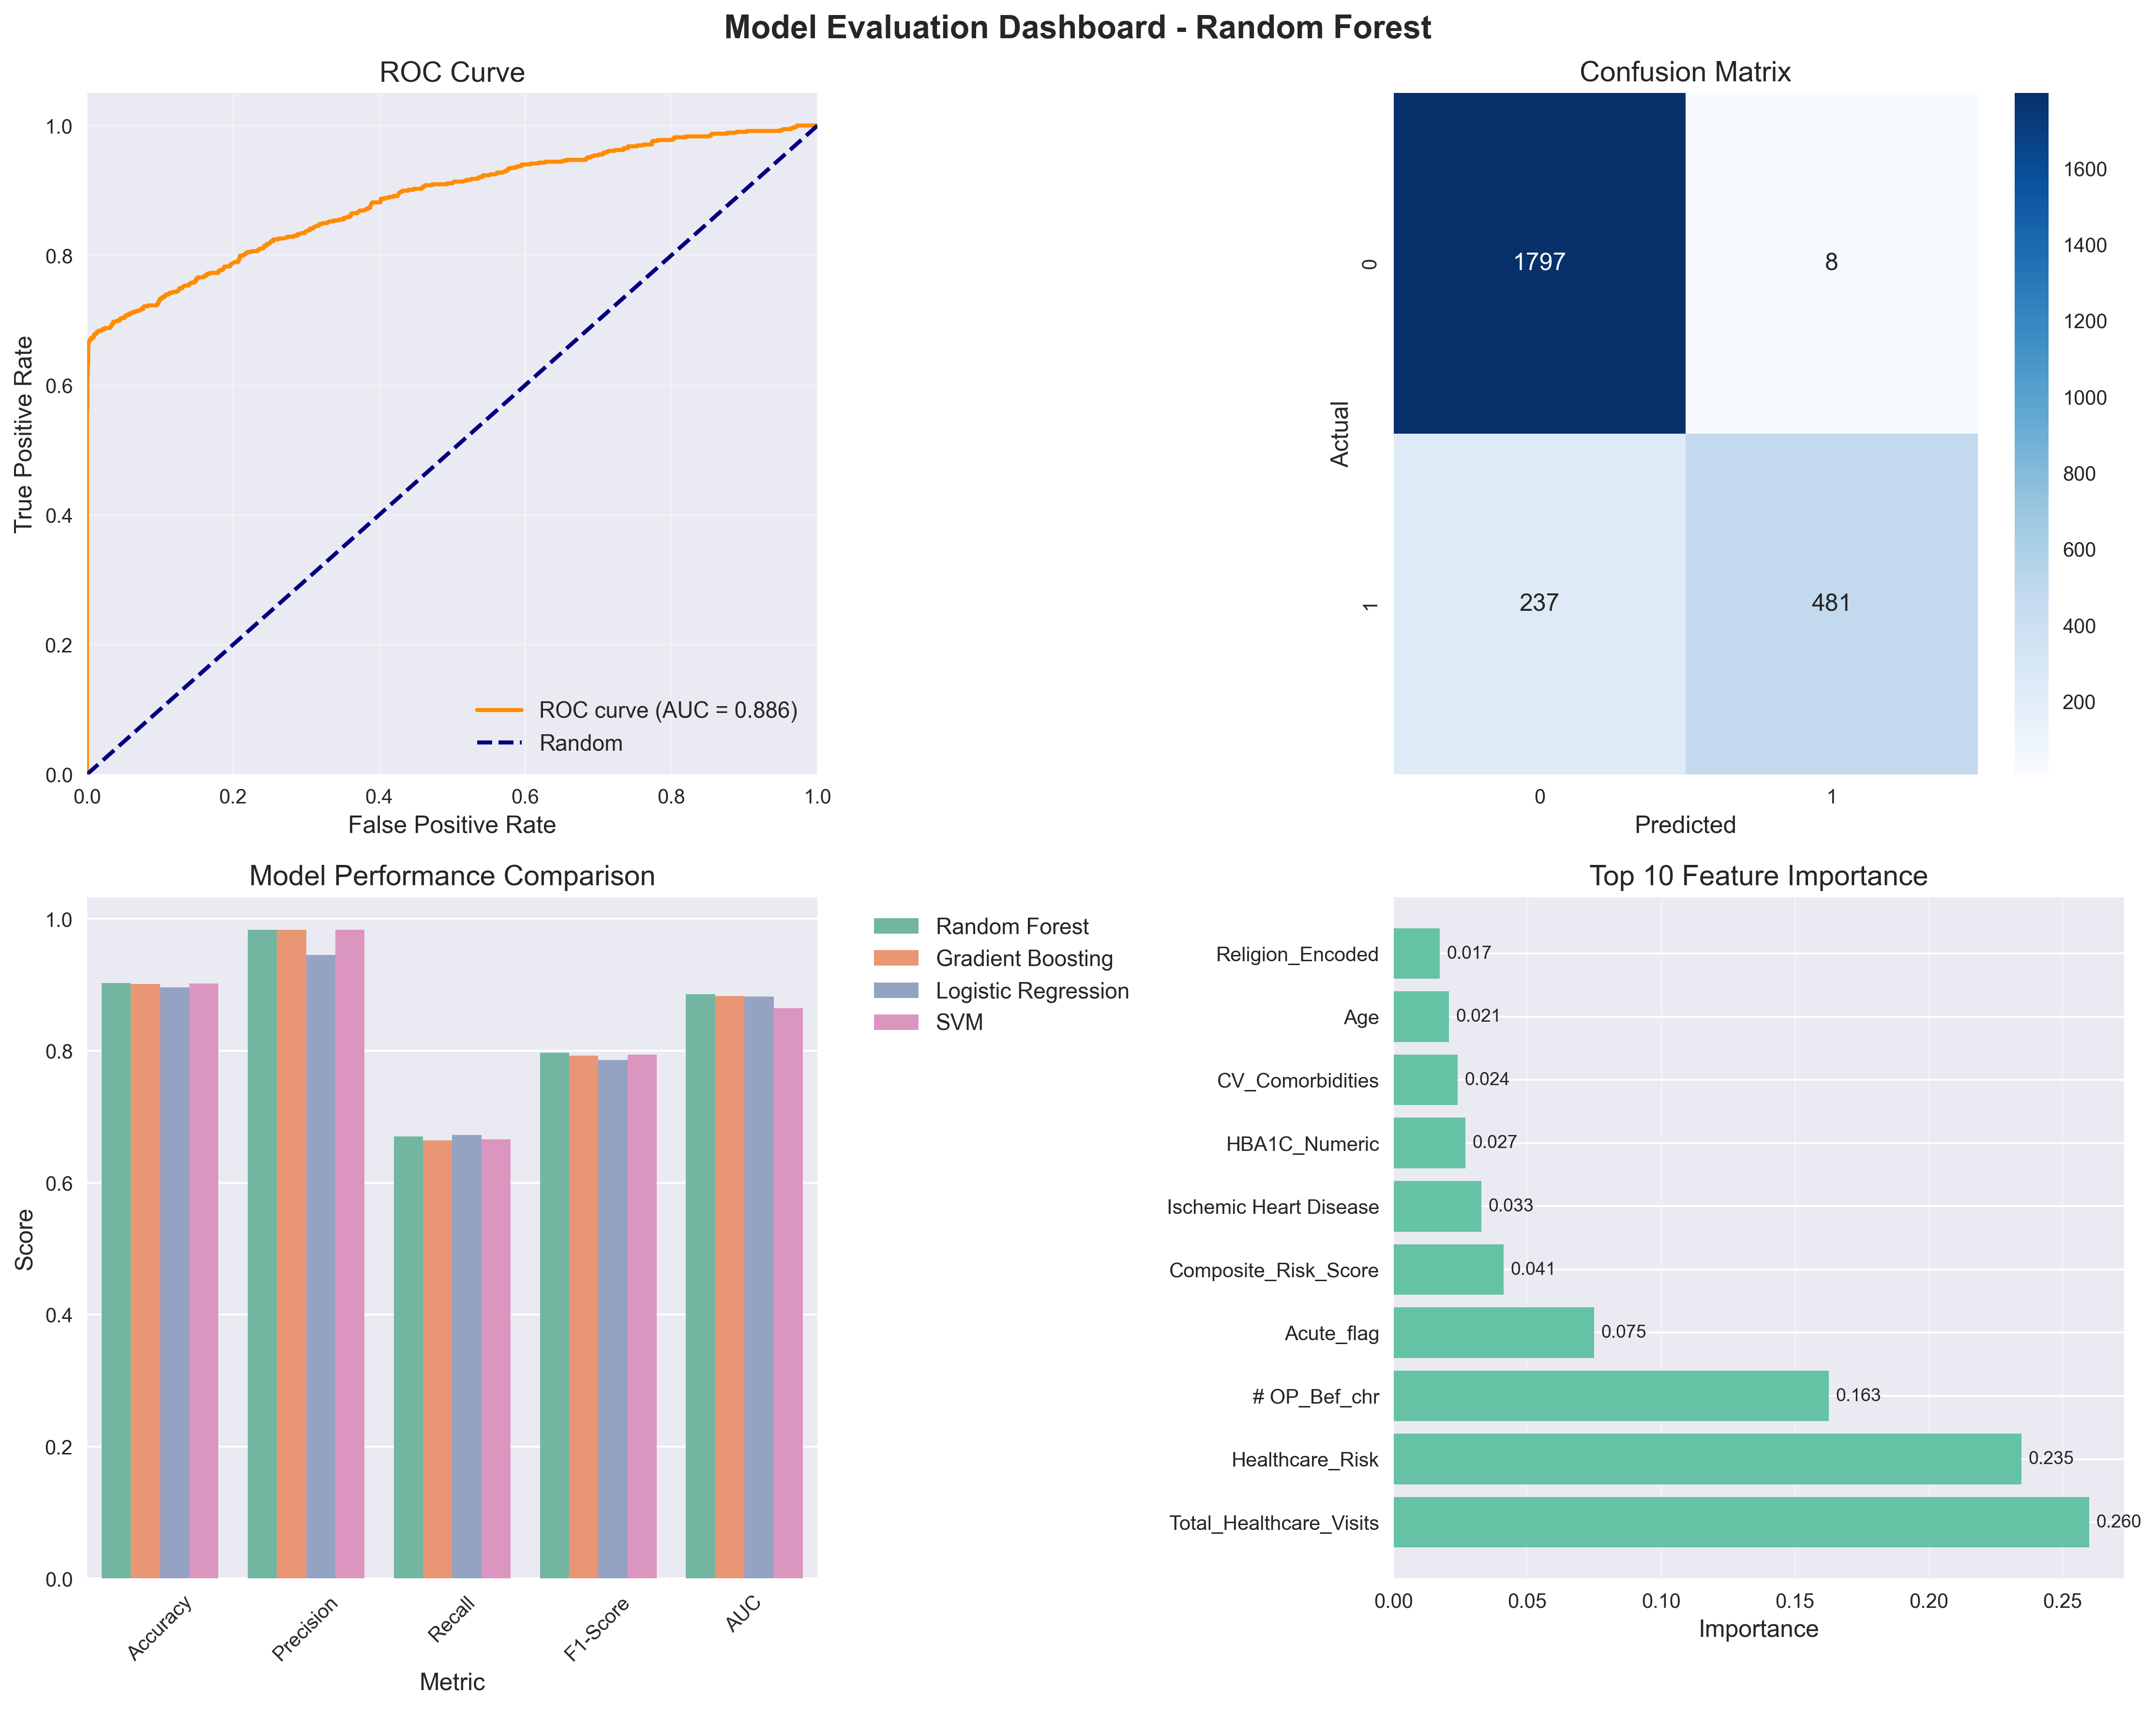 Model Evaluation Dashboard - Random Forest
ROC Curve
1.0
0.8
0.6
0.4
0.2
0.0
True Positive Rate
0.0 0.2 0.4 0.6 0.8 1.0
False Positive Rate
ROC curve (AUC = 0.886)
Random
Confusion Matrix
Actual
0
1797 8
1
237 481
0 1
Predicted
1600
1400
1200
1000
800
600
400
200
Model Performance Comparison
1.0
0.8
0.6
0.4
0.2
0.0
Score
Accuracy Precision Recall F1-Score AUC
Metric
Random Forest
Gradient Boosting
Logistic Regression
SVM
Top 10 Feature Importance
Religion_Encoded 0.017
Age 0.021
CV_Comorbidities 0.024
HBA1C_Numeric 0.027
Ischemic Heart Disease 0.033
Composite_Risk_Score 0.041
Acute_flag 0.075
# OP_Bef_chr 0.163
Healthcare_Risk 0.235
Total_Healthcare_Visits 0.260
0.00 0.05 0.10 0.15 0.20 0.25
Importance